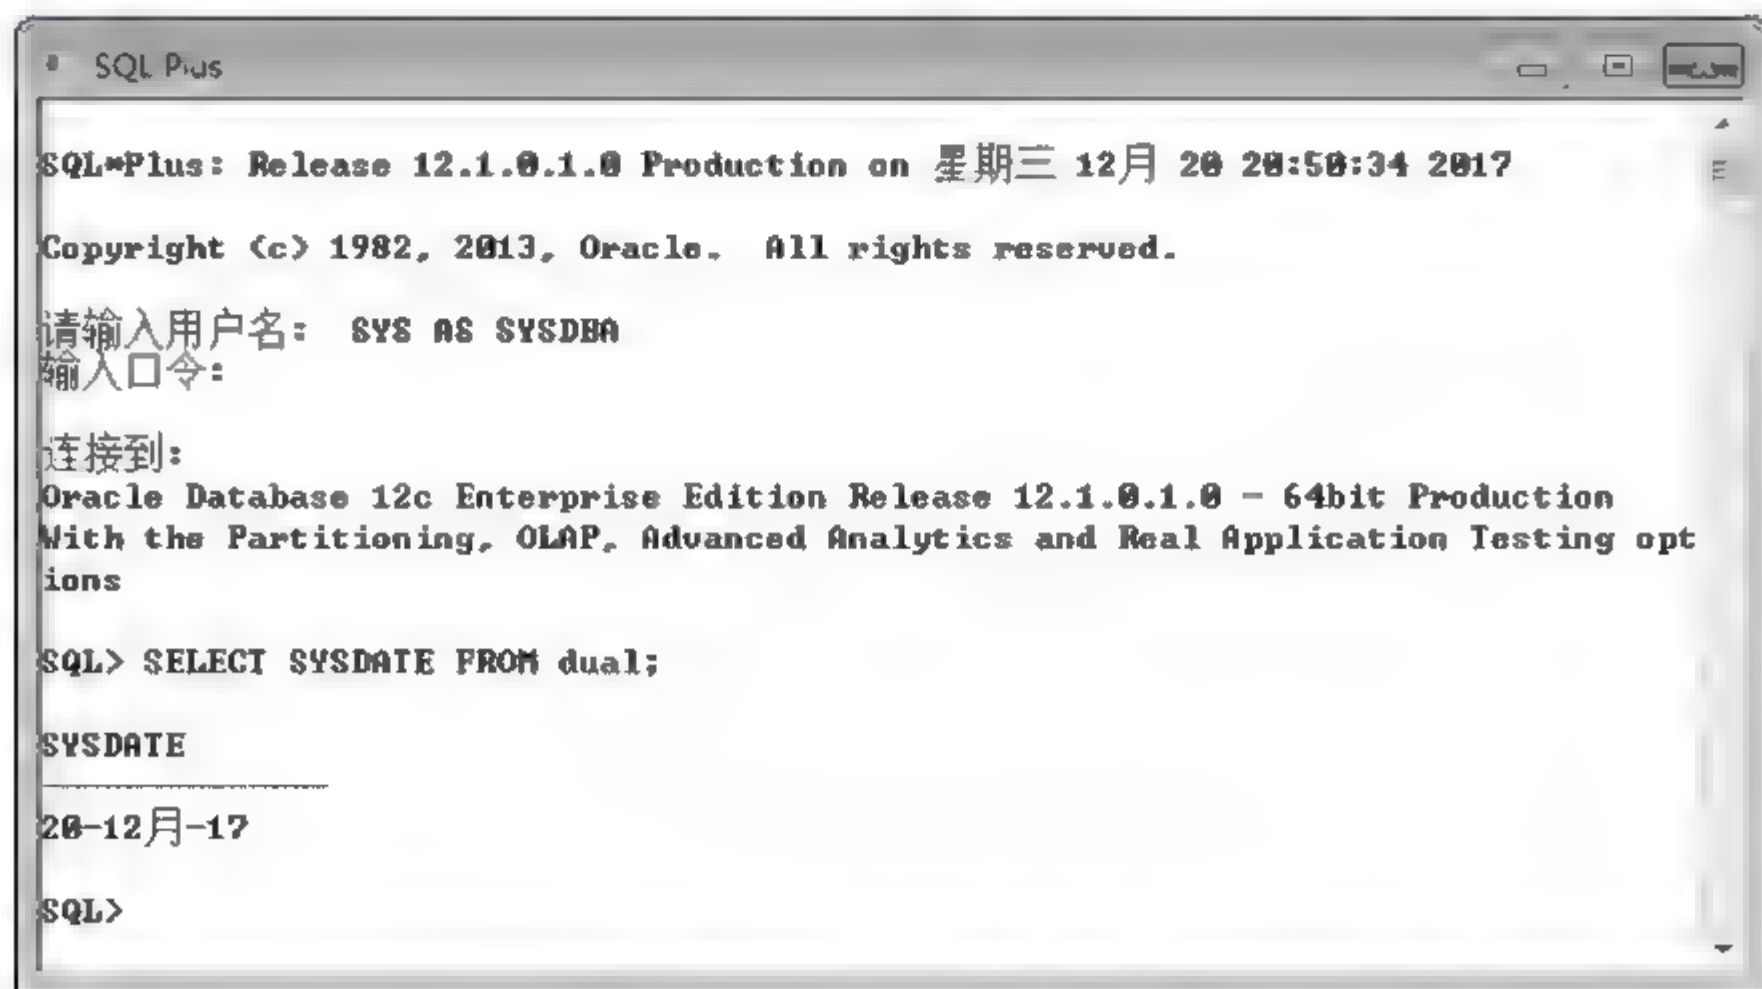 SQL Plus
SQL*Plus: Release 12.1.0.1.0 Production on 星期三 12月 20 20:50:34 2017
Copyright (c) 1982, 2013, Oracle.  All rights reserved.
请输入用户名:  SYS AS SYSDBA
输入口令:
连接到:
Oracle Database 12c Enterprise Edition Release 12.1.0.1.0 - 64bit Production
With the Partitioning, OLAP, Advanced Analytics and Real Application Testing opt
ions
SQL> SELECT SYSDATE FROM dual;
SYSDATE
--------------
20-12月-17
SQL>